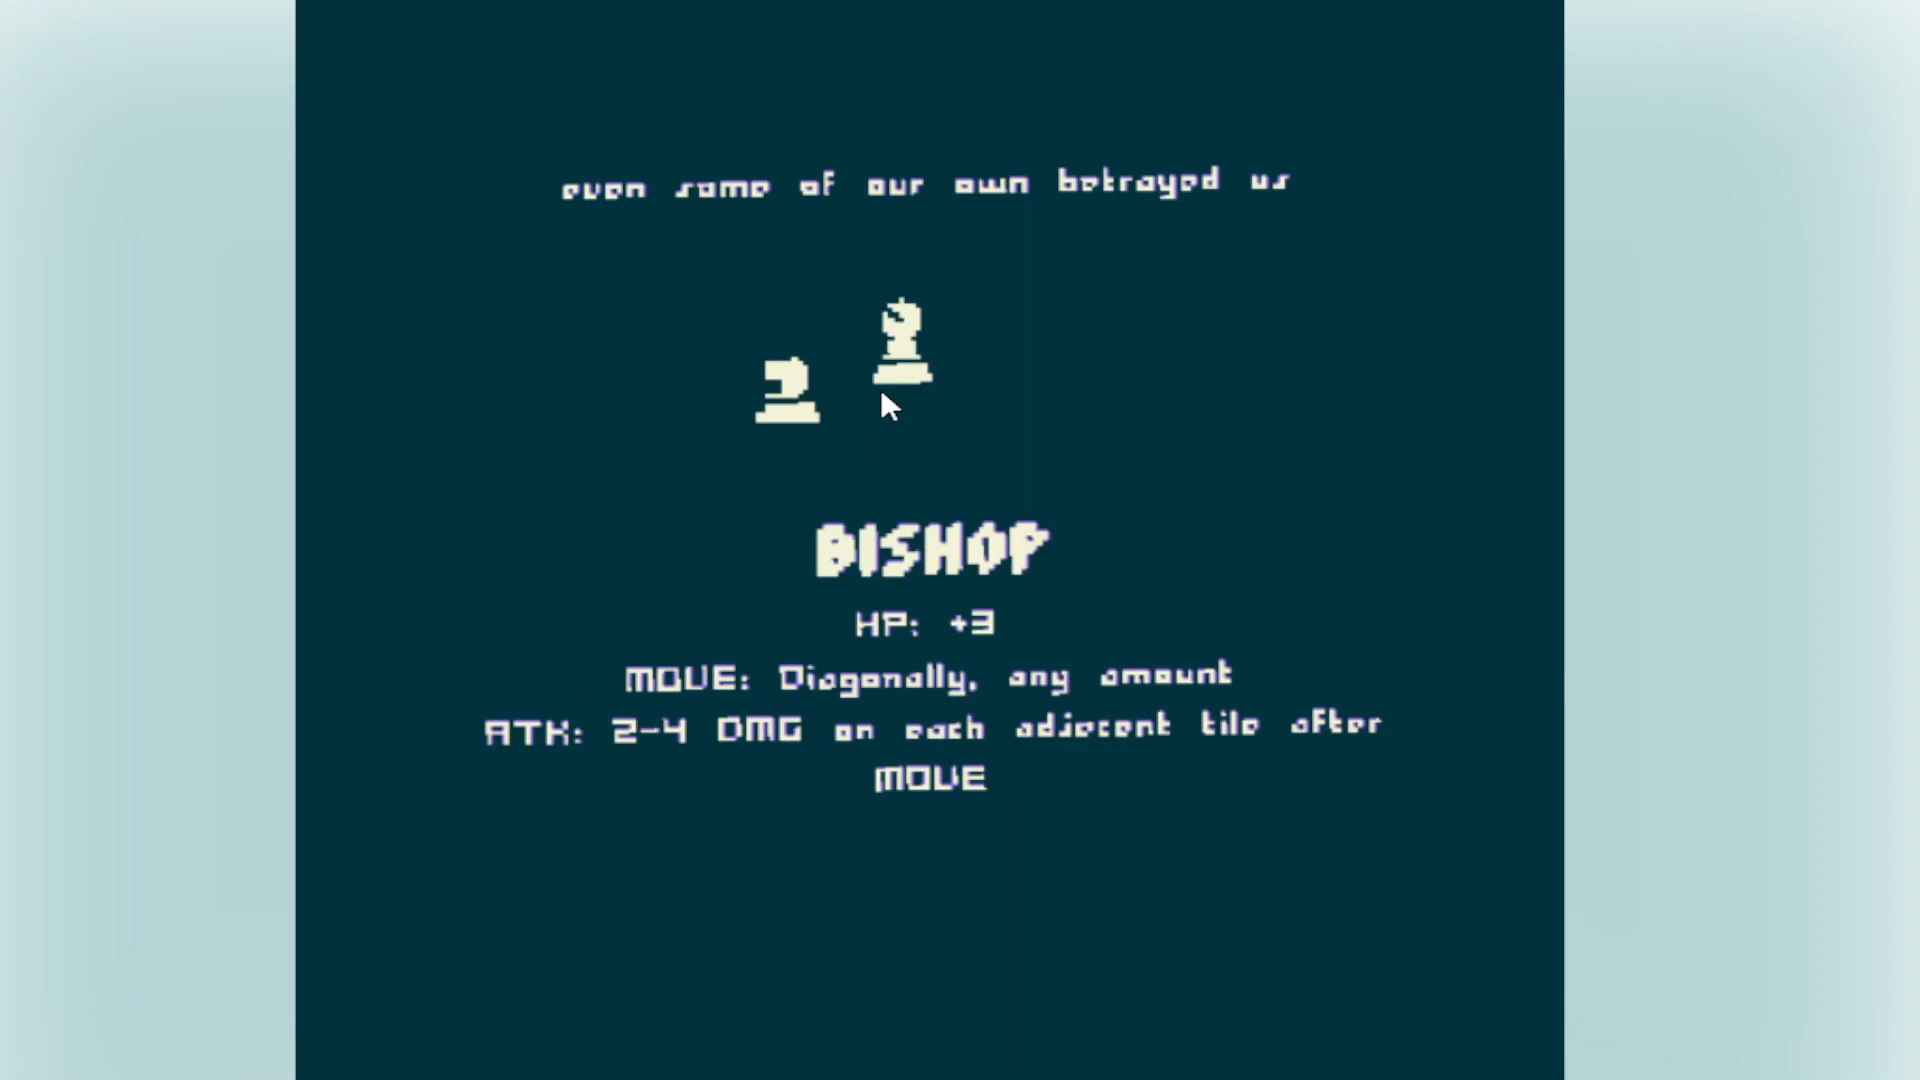 even some of our own betrayed us
BISHOP
HP: +3
MOVE: Diagonally, any amount
ATK: 2-4 DMG on each adjacent tile after
MOVE